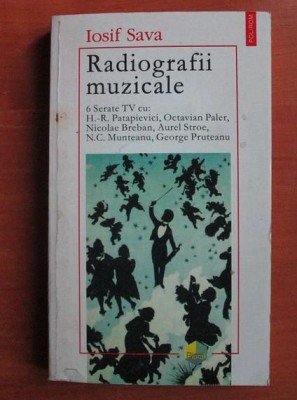 Iosif Sava
POLIROM
Radiografii
muzicale
6 Serate TV cu:
H.-R. Patapievici, Octavian Paler,
Nicolae Breban, Aurel Stroe,
N.C. Munteanu, George Pruteanu